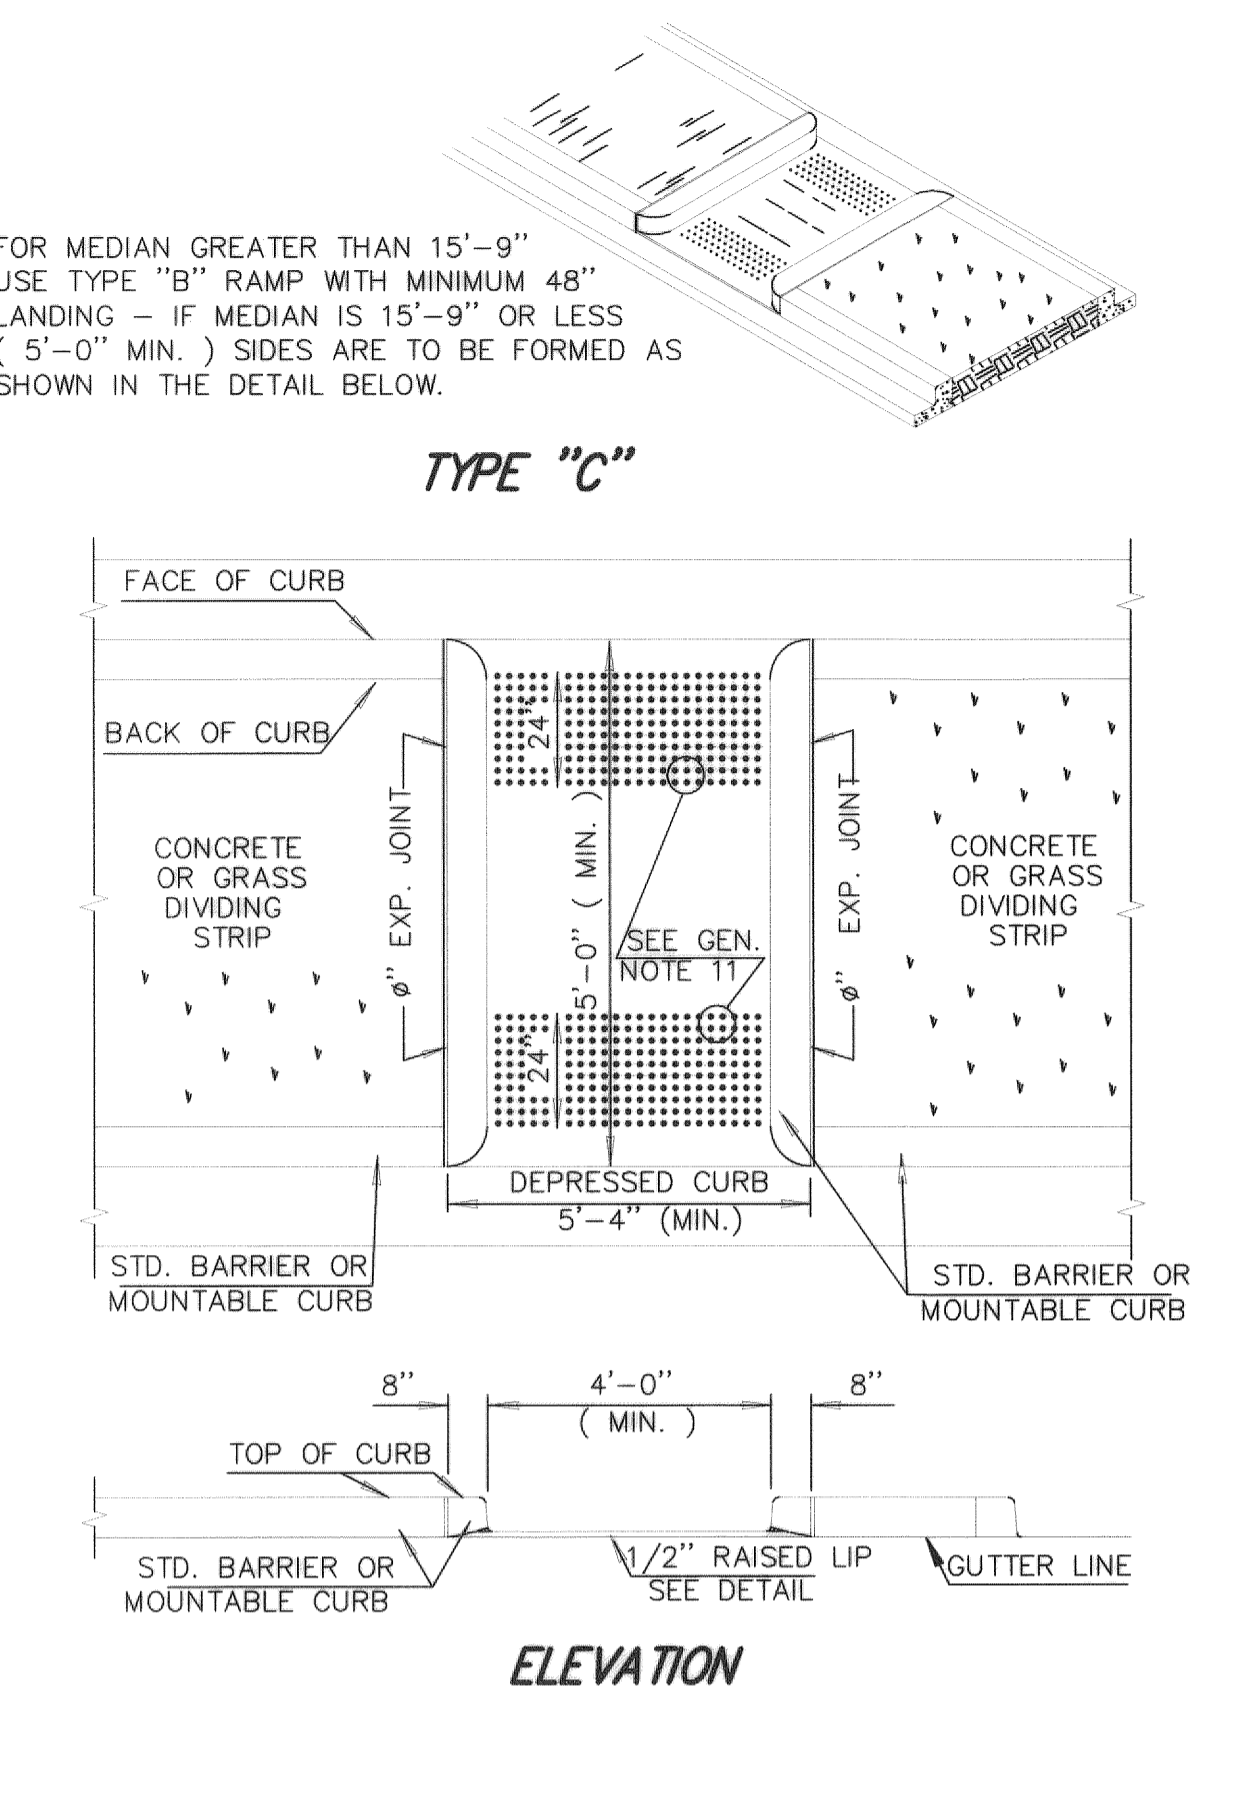 FOR MEDIAN GREATER THAN 15'-9"
USE TYPE "B" RAMP WITH MINIMUM 48"
LANDING – IF MEDIAN IS 15'-9" OR LESS
( 5'-0" MIN. ) SIDES ARE TO BE FORMED AS
SHOWN IN THE DETAIL BELOW.
TYPE "C"
FACE OF CURB
BACK OF CURB
24"
ø" EXP. JOINT
5'-0" ( MIN. )
ø" EXP. JOINT
CONCRETE
OR GRASS
DIVIDING
STRIP
CONCRETE
OR GRASS
DIVIDING
STRIP
SEE GEN.
NOTE 11
24"
DEPRESSED CURB
5'-4" (MIN.)
STD. BARRIER OR
MOUNTABLE CURB
STD. BARRIER OR
MOUNTABLE CURB
8"
4'-0"
( MIN. )
8"
TOP OF CURB
STD. BARRIER OR
MOUNTABLE CURB
1/2" RAISED LIP
SEE DETAIL
GUTTER LINE
ELEVATION